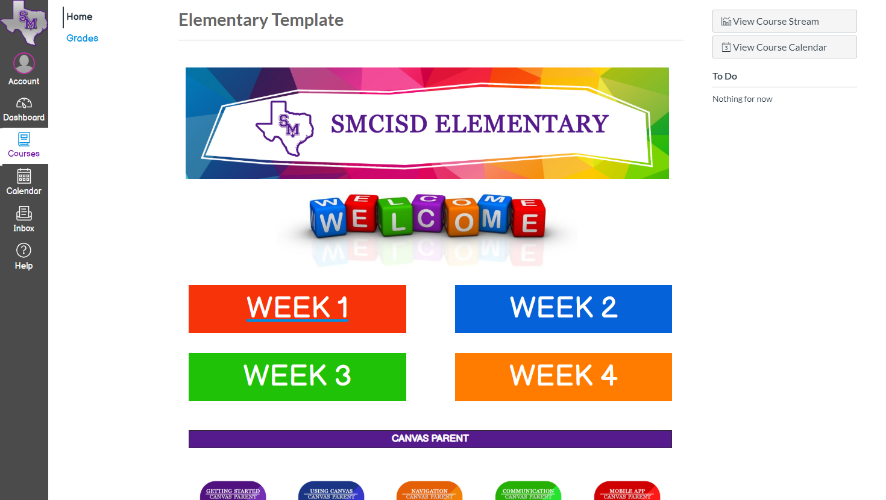 SM
Account
Dashboard
Courses
Calendar
Inbox
Help
Home
Grades
Elementary Template
SM
SMCISD ELEMENTARY
WELCOME
WELCOME
WEEK 1
WEEK 2
WEEK 3
WEEK 4
CANVAS PARENT
GETTING STARTED
CANVAS PARENT
USING CANVAS
CANVAS PARENT
NAVIGATION
CANVAS PARENT
COMMUNICATION
CANVAS PARENT
MOBILE APP
CANVAS PARENT
View Course Stream
View Course Calendar
To Do
Nothing for now